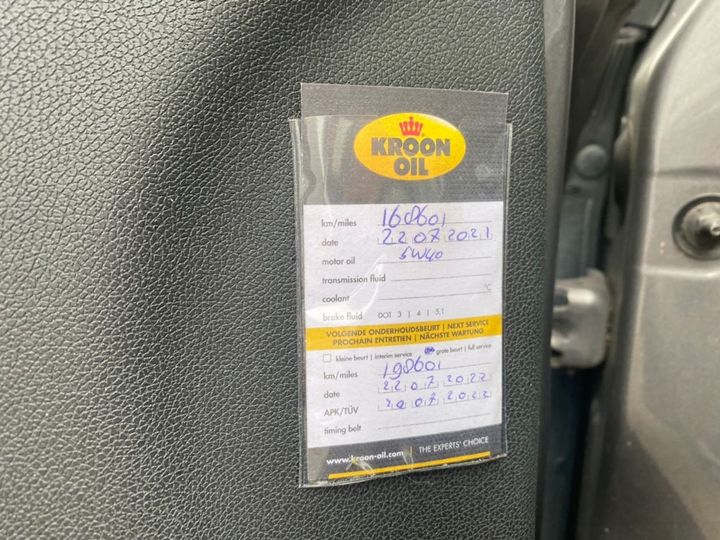 KROON
OIL
km/miles 168601
date 22 07 2021
motor oil 5W40
transmission fluid
coolant °C
brake fluid DOT 3 | 4 | 5.1
VOLGENDE ONDERHOUDSBEURT | NEXT SERVICE
PROCHAIN ENTRETIEN | NÄCHSTE WARTUNG
kleine beurt | interim service grote beurt | full service
km/miles 198601
date 22 07 2022
APK/TÜV 20 07 2022
timing belt
www.kroon-oil.com | THE EXPERTS' CHOICE